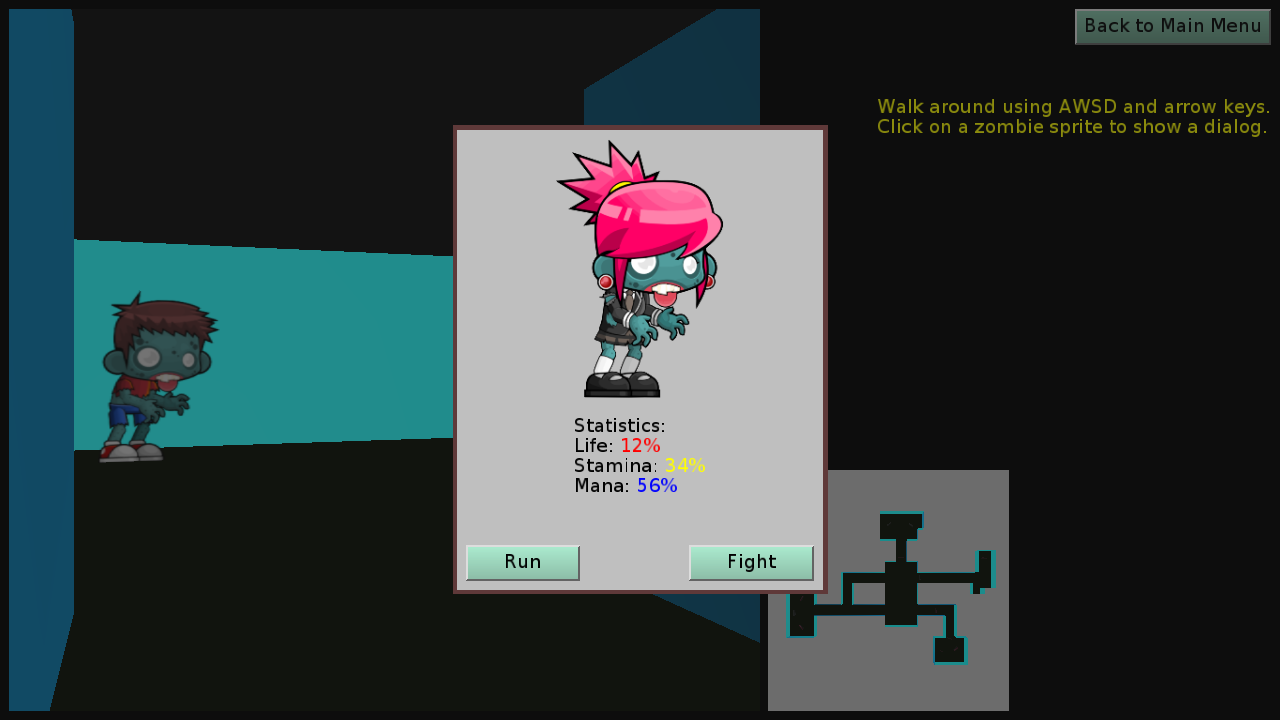 Back to Main Menu
Walk around using AWSD and arrow keys.
Click on a zombie sprite to show a dialog.
Statistics:
Life: 12%
Stamina: 34%
Mana: 56%
Run
Fight